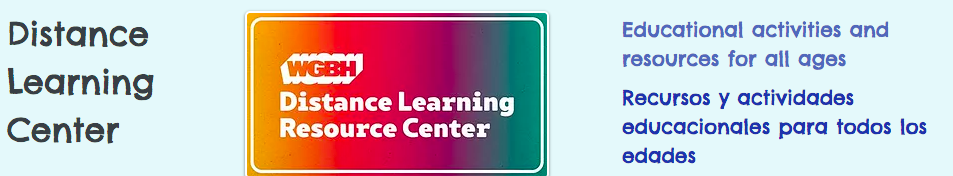 Distance
Learning
Center
WGBH
Distance Learning
Resource Center
Educational activities and
resources for all ages
Recursos y actividades
educacionales para todos los
edades